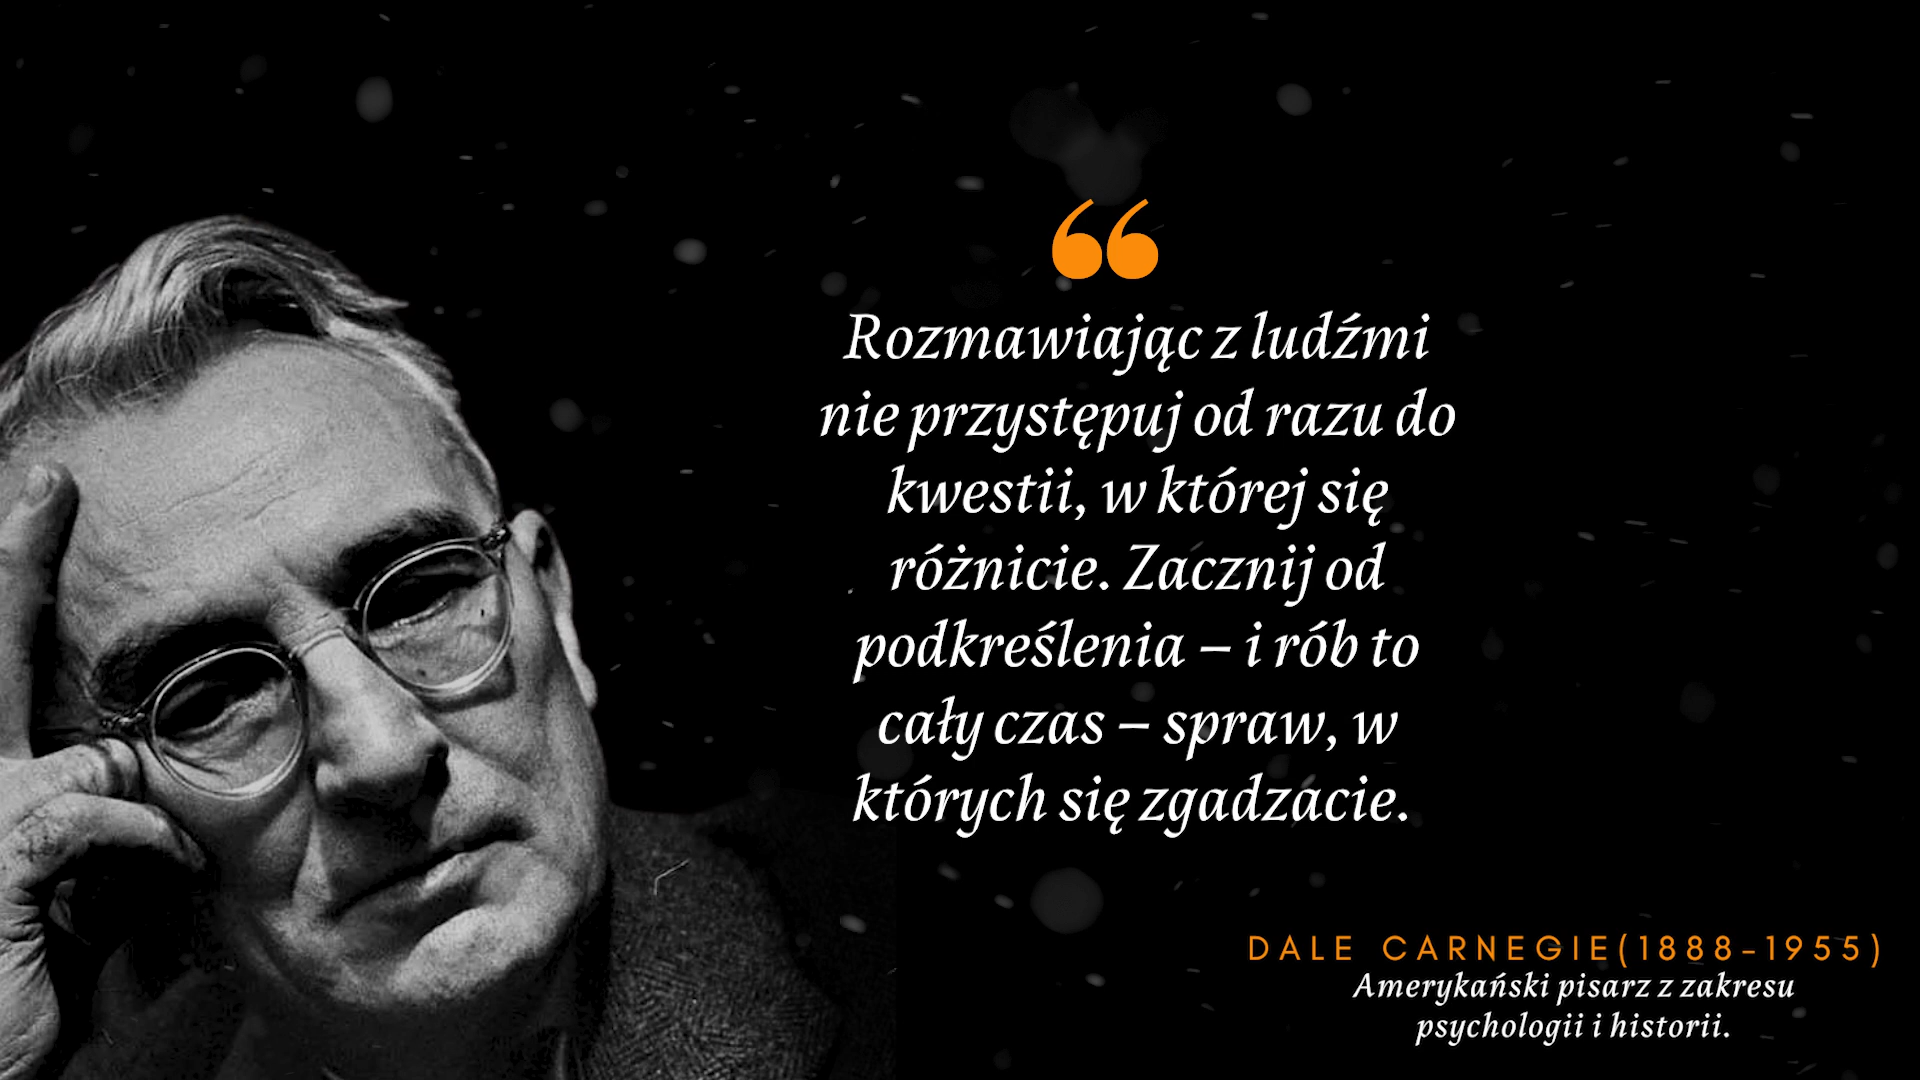 “
Rozmawiając z ludźmi
nie przystępuj od razu do
kwestii, w której się
różnicie. Zacznij od
podkreślenia – i rób to
cały czas – spraw, w
których się zgadzacie.
DALE CARNEGIE(1888-1955)
Amerykański pisarz z zakresu
psychologii i historii.